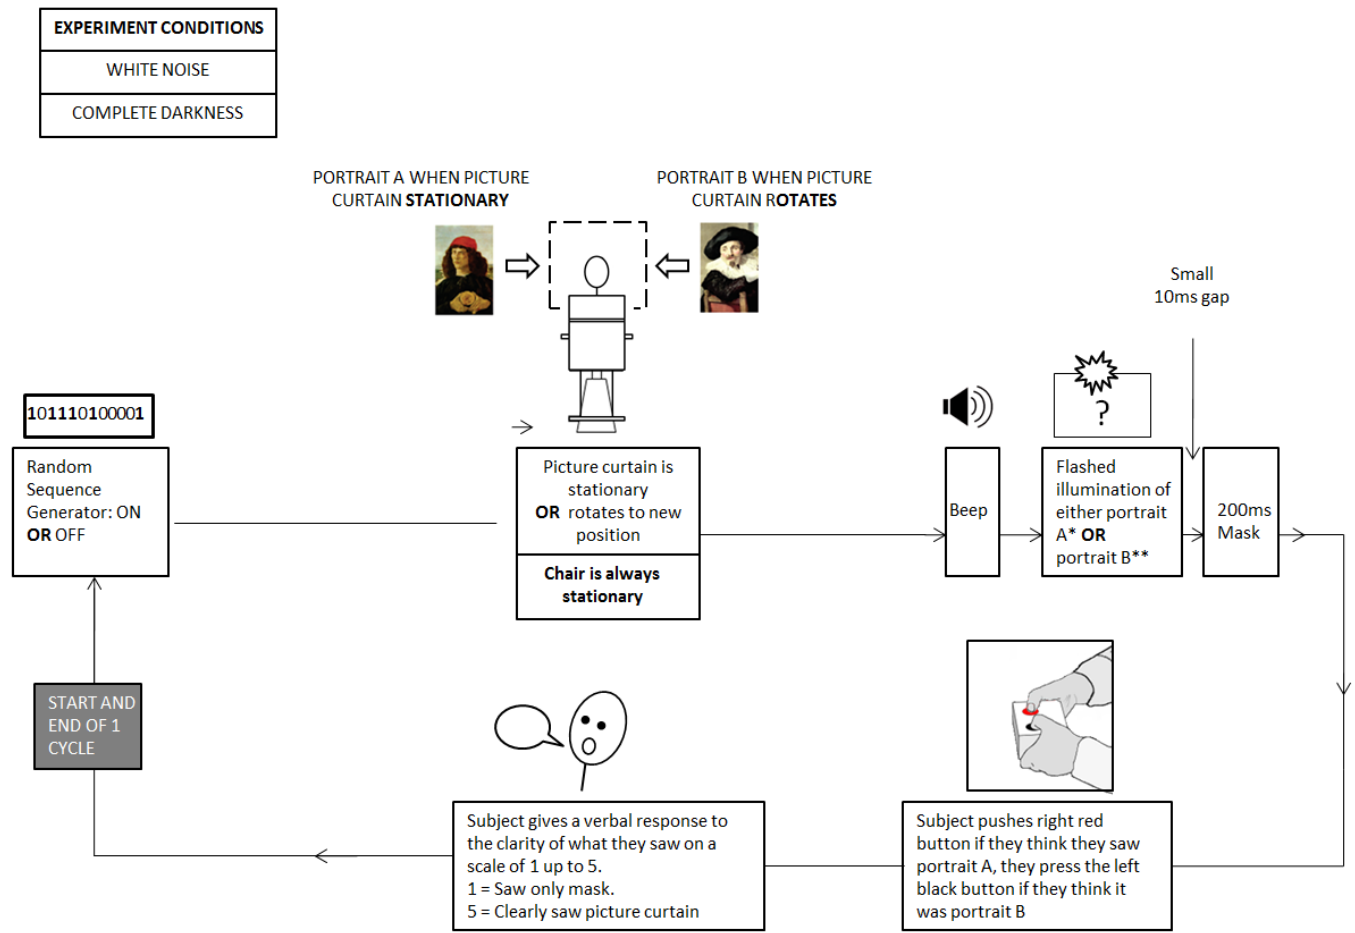 EXPERIMENT CONDITIONS
WHITE NOISE
COMPLETE DARKNESS
PORTRAIT A WHEN PICTURE
CURTAIN STATIONARY
PORTRAIT B WHEN PICTURE
CURTAIN ROTATES
Small
10ms gap
101110100001
?
Random
Sequence
Generator: ON
OR OFF
Picture curtain is
stationary
OR rotates to new
position
Chair is always
stationary
Beep
Flashed
illumination of
either portrait
A* OR
portrait B**
200ms
Mask
START AND
END OF 1
CYCLE
Subject gives a verbal response to
the clarity of what they saw on a
scale of 1 up to 5.
1 = Saw only mask.
5 = Clearly saw picture curtain
Subject pushes right red
button if they think they saw
portrait A, they press the left
black button if they think it
was portrait B